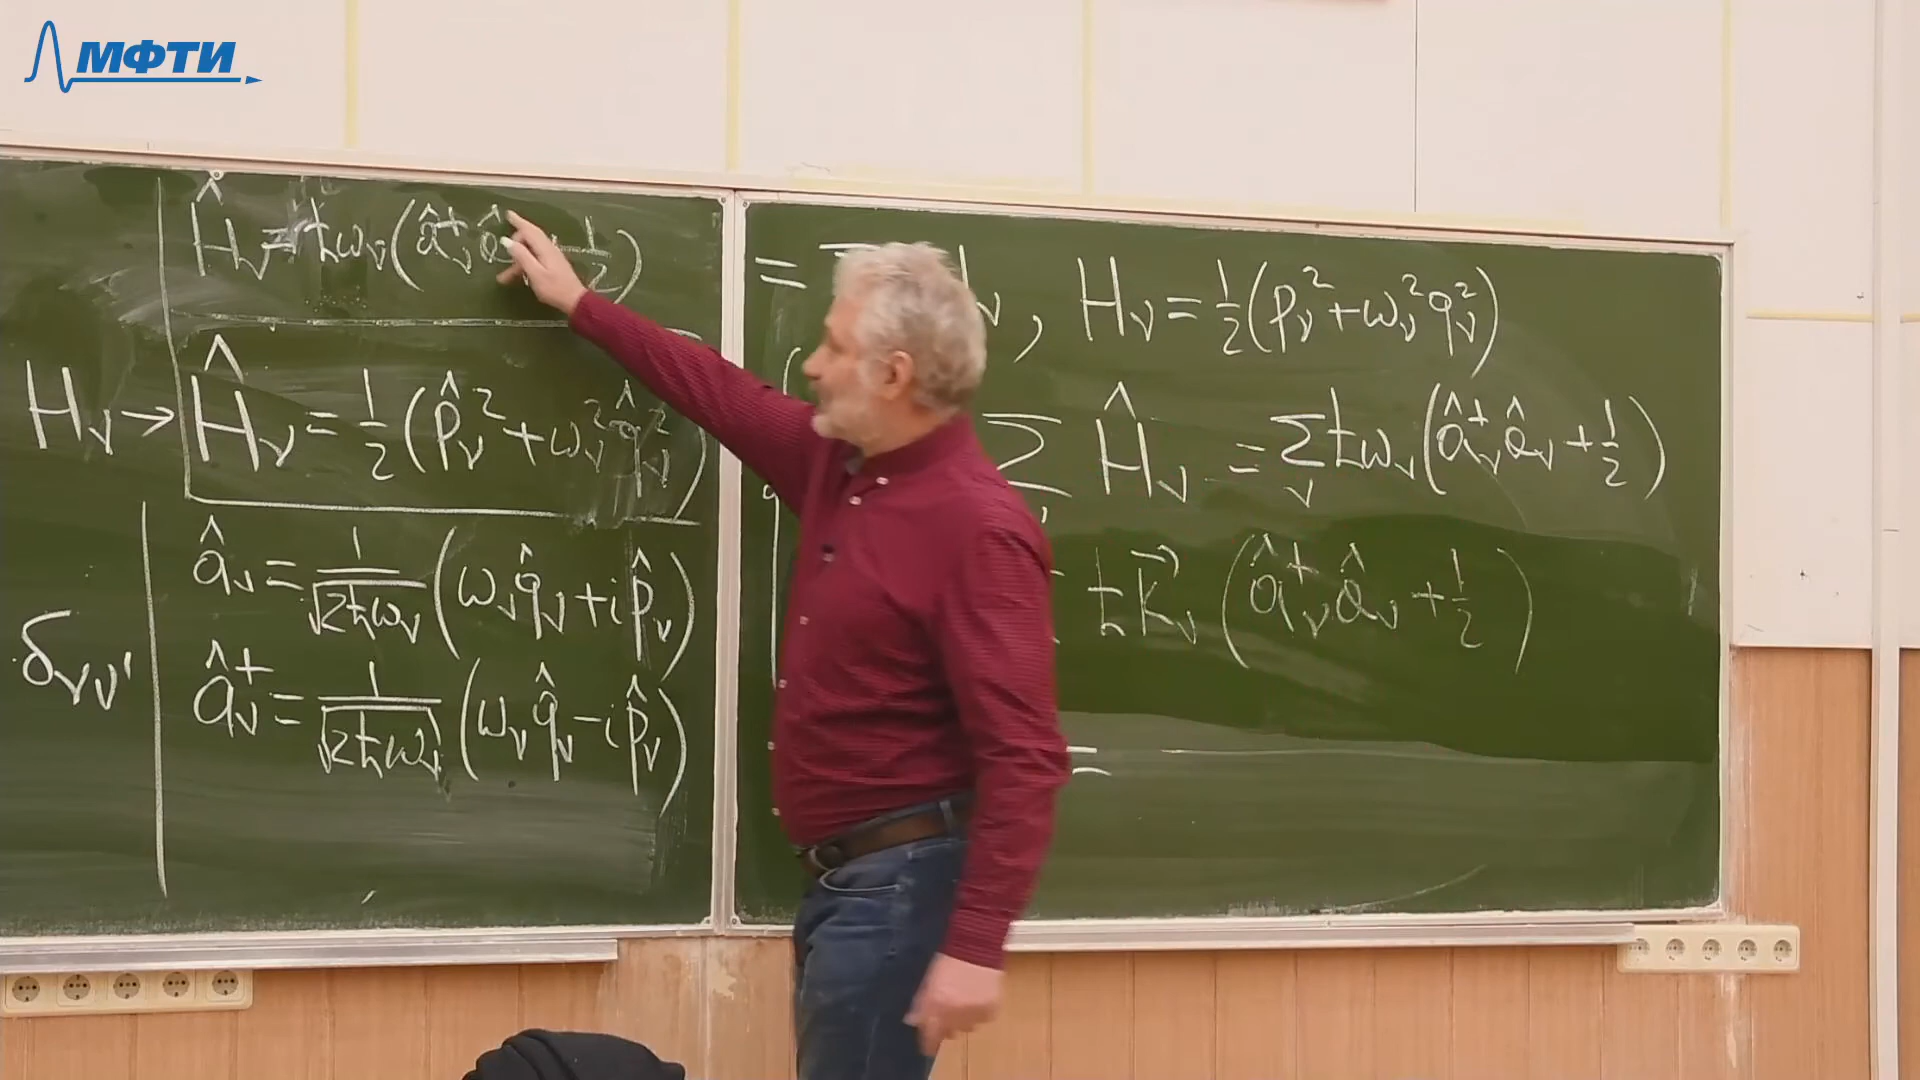 МФТИ
Ĥ_ν = ħω_ν(â⁺_ν â + 1/2)
H_ν → Ĥ_ν = 1/2 (p̂_ν² + ω_ν² q̂_ν²)
â_ν = 1/√(2ħω_ν) (ω_ν q̂_ν + i p̂_ν)
δ_νν'
â⁺_ν = 1/√(2ħω_ν) (ω_ν q̂_ν − i p̂_ν)
= , H_ν = 1/2 (p_ν² + ω_ν² q_ν²)
Σ Ĥ_ν = Σ_ν ħω_ν (â⁺_ν â_ν + 1/2)
ħk⃗_ν (â⁺_ν â_ν + 1/2)
=